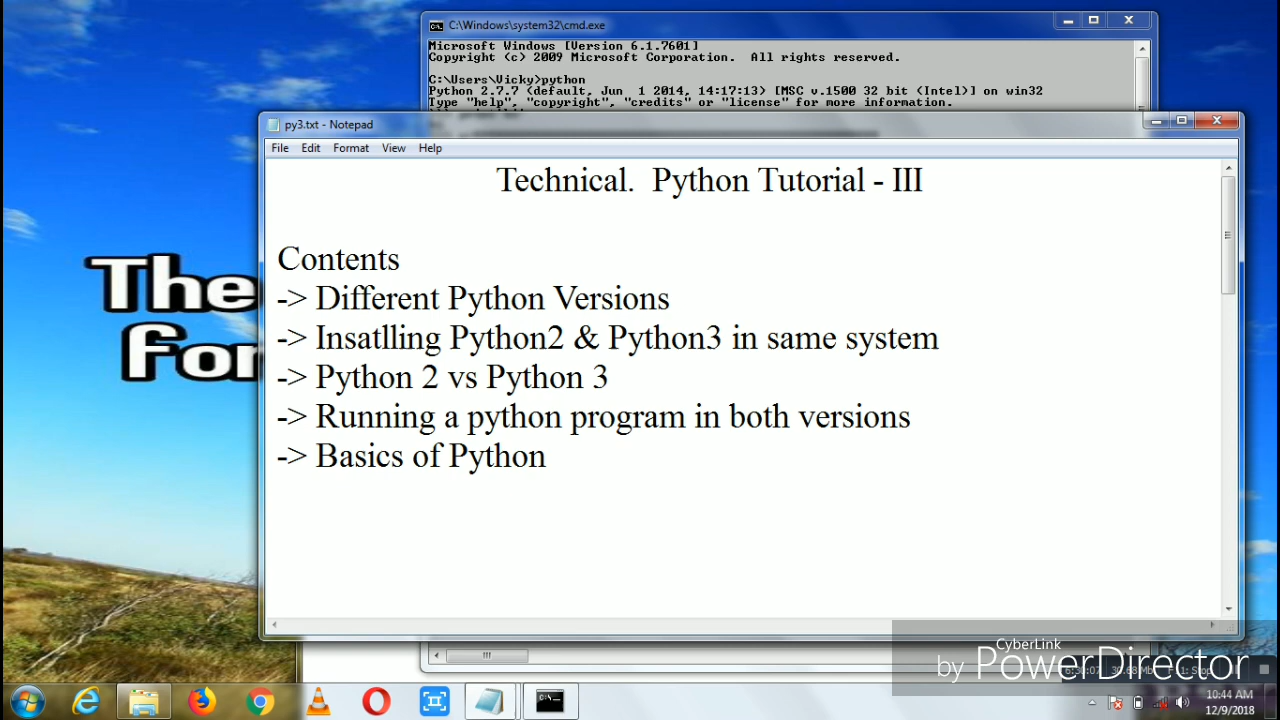 C:\Windows\system32\cmd.exe
Microsoft Windows [Version 6.1.7601]
Copyright (c) 2009 Microsoft Corporation.  All rights reserved.
C:\Users\Vicky>python
Python 2.7.7 (default, Jun  1 2014, 14:17:13) [MSC v.1500 32 bit (Intel)] on win32
Type "help", "copyright", "credits" or "license" for more information.
py3.txt - Notepad
File Edit Format View Help
Technical.  Python Tutorial - III
Contents
-> Different Python Versions
-> Insatlling Python2 & Python3 in same system
-> Python 2 vs Python 3
-> Running a python program in both versions
-> Basics of Python
The
For
CyberLink
by PowerDirector
10:44 AM
12/9/2018